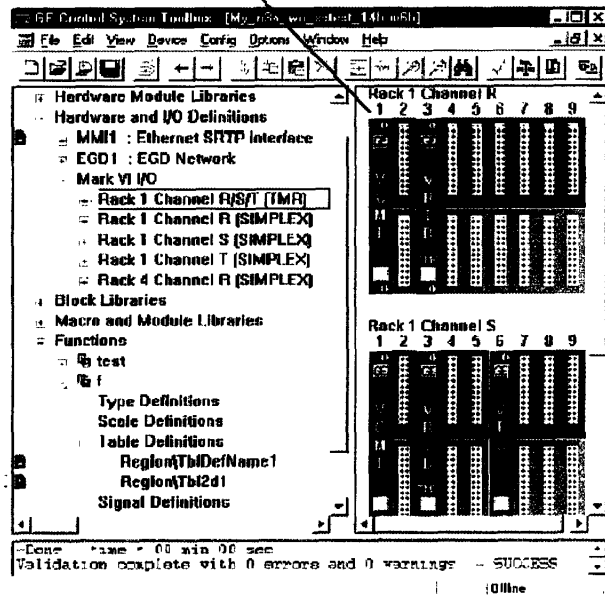 GE Control System Toolbox
File Edit View Device Config Options Window Help
Hardware Module Libraries
Hardware and I/O Definitions
MMI1 : Ethernet SRTP Interface
EGD1 : EGD Network
Mark VI I/O
Rack 1 Channel R/S/T (TMR)
Rack 1 Channel R (SIMPLEX)
Rack 1 Channel S (SIMPLEX)
Rack 1 Channel T (SIMPLEX)
Rack 4 Channel R (SIMPLEX)
Block Libraries
Macro and Module Libraries
Functions
test
f
Type Definitions
Scale Definitions
Table Definitions
Region\TblDefName1
Region\Tbl2d1
Signal Definitions
Rack 1 Channel R
1 2 3 4 5 6 7 8 9
Rack 1 Channel S
1 2 3 4 5 6 7 8 9
Done time = 00 min 00 sec
Validation complete with 0 errors and 0 warnings - SUCCESS
Offline